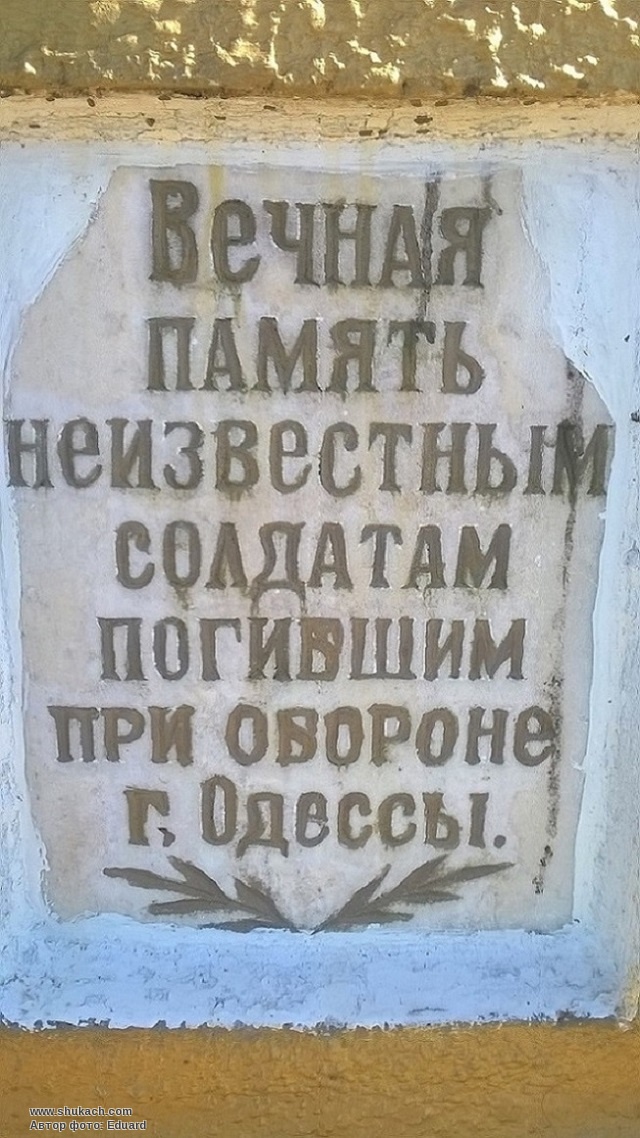 Вечная
память
неизвестным
солдатам
погибшим
при обороне
г. Одессы.
www.shukach.com
Автор фото: Eduard